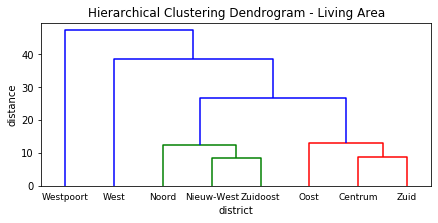 Hierarchical Clustering Dendrogram - Living Area
distance
40
30
20
10
0
Westpoort West Noord Nieuw-West Zuidoost Oost Centrum Zuid
district